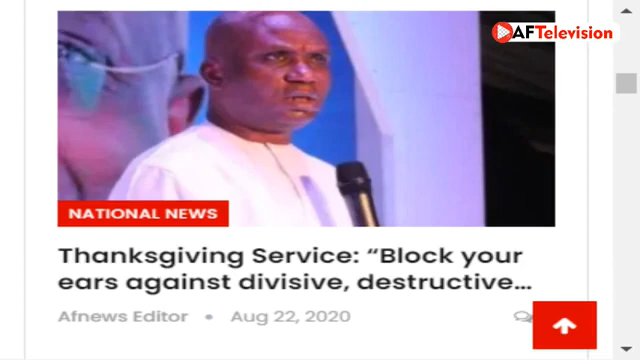 AFTelevision
NATIONAL NEWS
Thanksgiving Service: “Block your
ears against divisive, destructive...
Afnews Editor • Aug 22, 2020